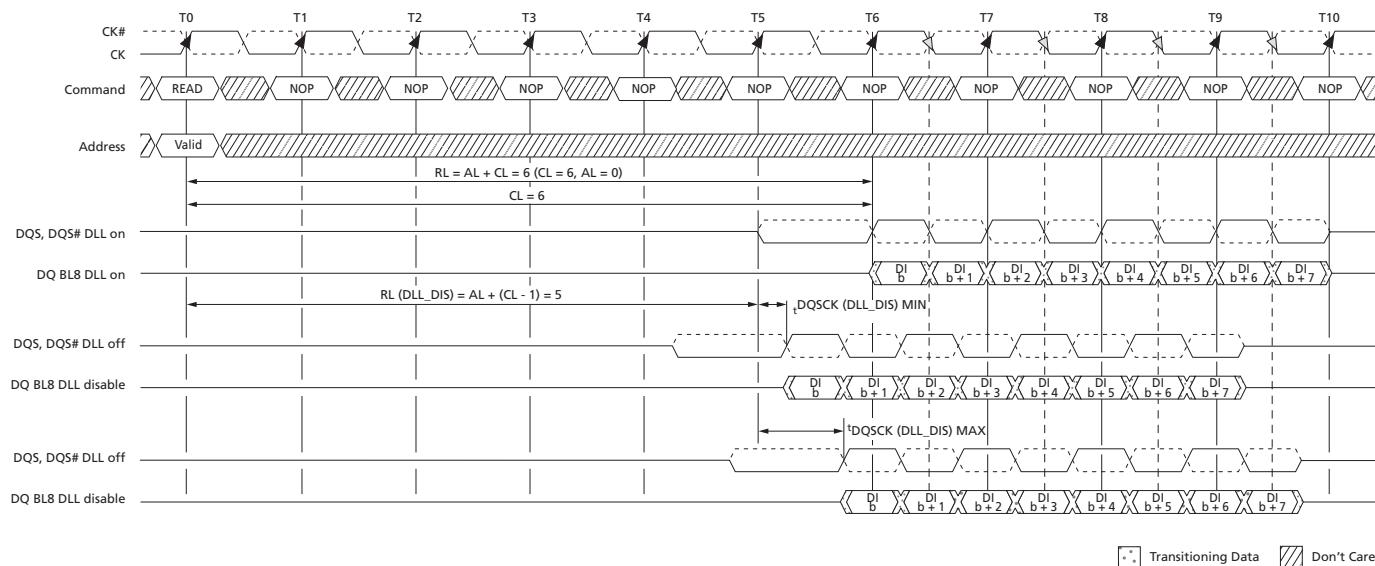 T0 T1 T2 T3 T4 T5 T6 T7 T8 T9 T10
CK#
CK
Command READ NOP NOP NOP NOP NOP NOP NOP NOP NOP NOP
Address Valid
RL = AL + CL = 6 (CL = 6, AL = 0)
CL = 6
DQS, DQS# DLL on
DQ BL8 DLL on DI b DI b + 1 DI b + 2 DI b + 3 DI b + 4 DI b + 5 DI b + 6 DI b + 7
RL (DLL_DIS) = AL + (CL - 1) = 5 tDQSCK (DLL_DIS) MIN
DQS, DQS# DLL off
DQ BL8 DLL disable DI b DI b + 1 DI b + 2 DI b + 3 DI b + 4 DI b + 5 DI b + 6 DI b + 7
tDQSCK (DLL_DIS) MAX
DQS, DQS# DLL off
DQ BL8 DLL disable DI b DI b + 1 DI b + 2 DI b + 3 DI b + 4 DI b + 5 DI b + 6 DI b + 7
Transitioning Data Don't Care